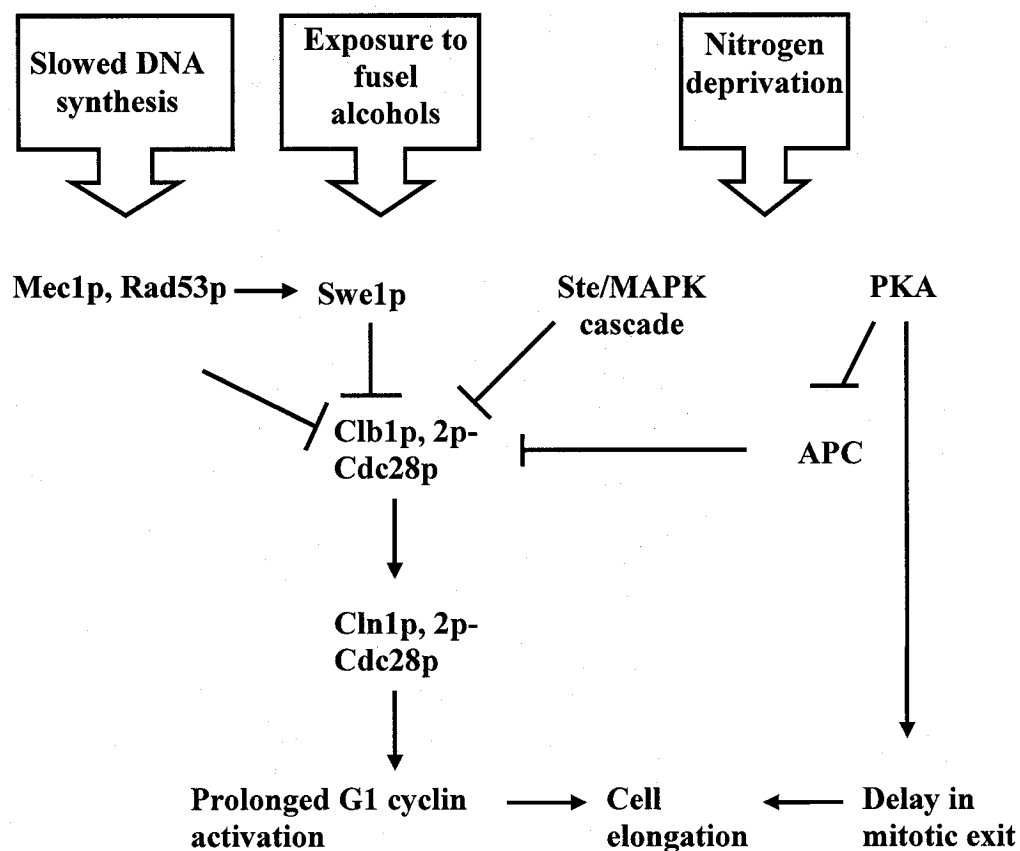 Slowed DNA
synthesis
Exposure to
fusel
alcohols
Nitrogen
deprivation
Mec1p, Rad53p
Swe1p
Ste/MAPK
cascade
PKA
Clb1p, 2p-
Cdc28p
APC
Cln1p, 2p-
Cdc28p
Prolonged G1 cyclin
activation
Cell
elongation
Delay in
mitotic exit